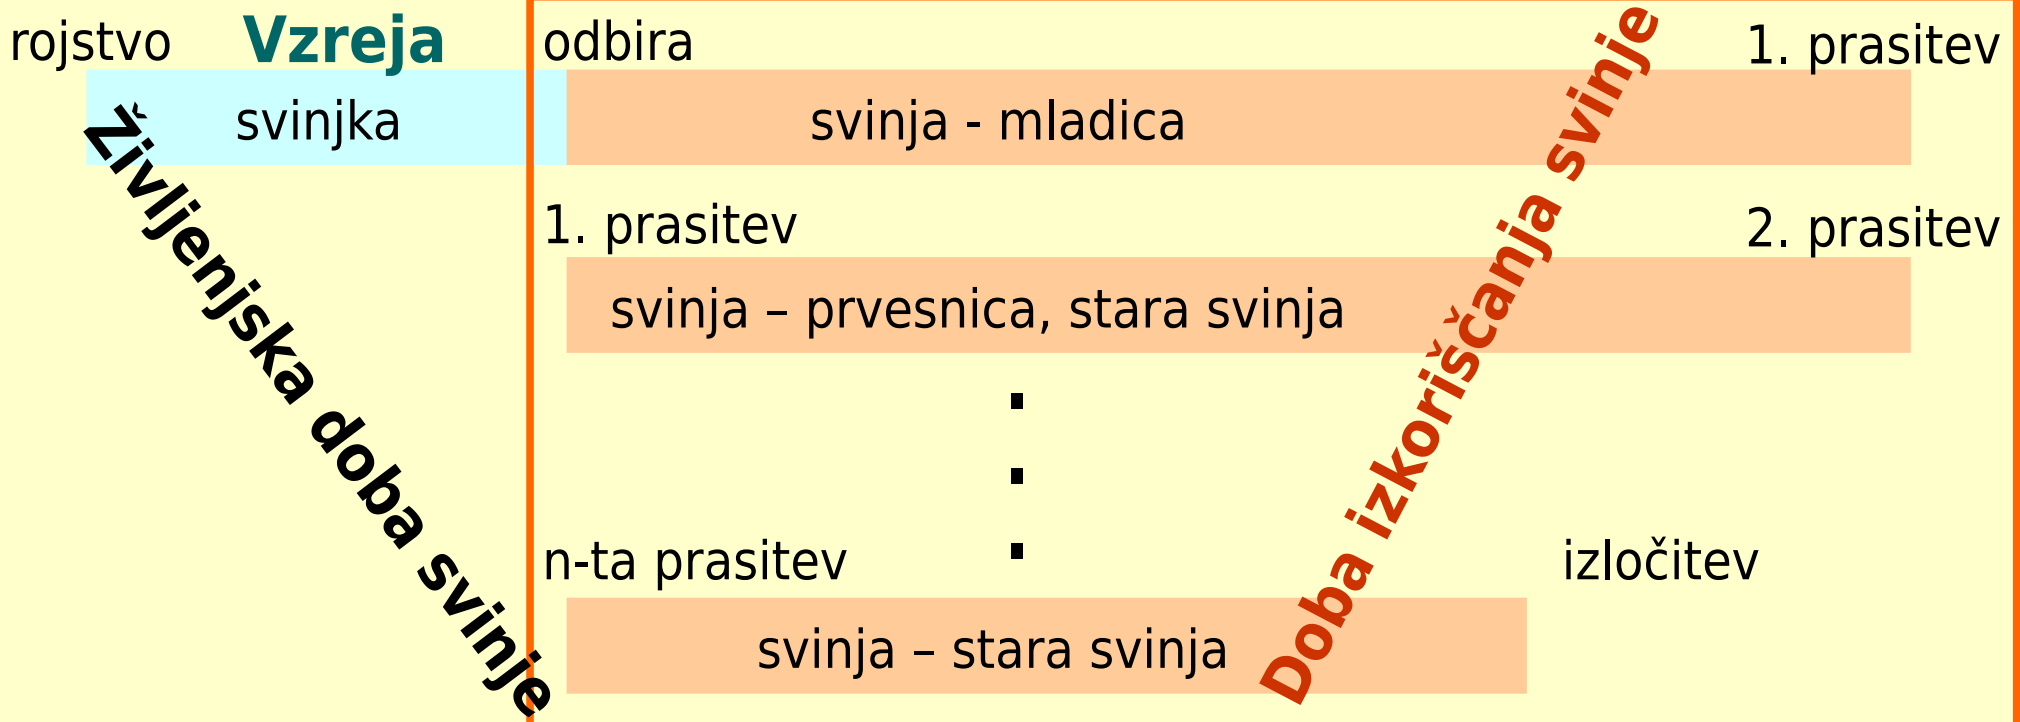 rojstvo
Vzreja
odbira
1. prasitev
svinjka
svinja - mladica
1. prasitev
2. prasitev
svinja – prvesnica, stara svinja
n-ta prasitev
izločitev
svinja – stara svinja
Življenjska doba svinje
Doba izkoriščanja svinje